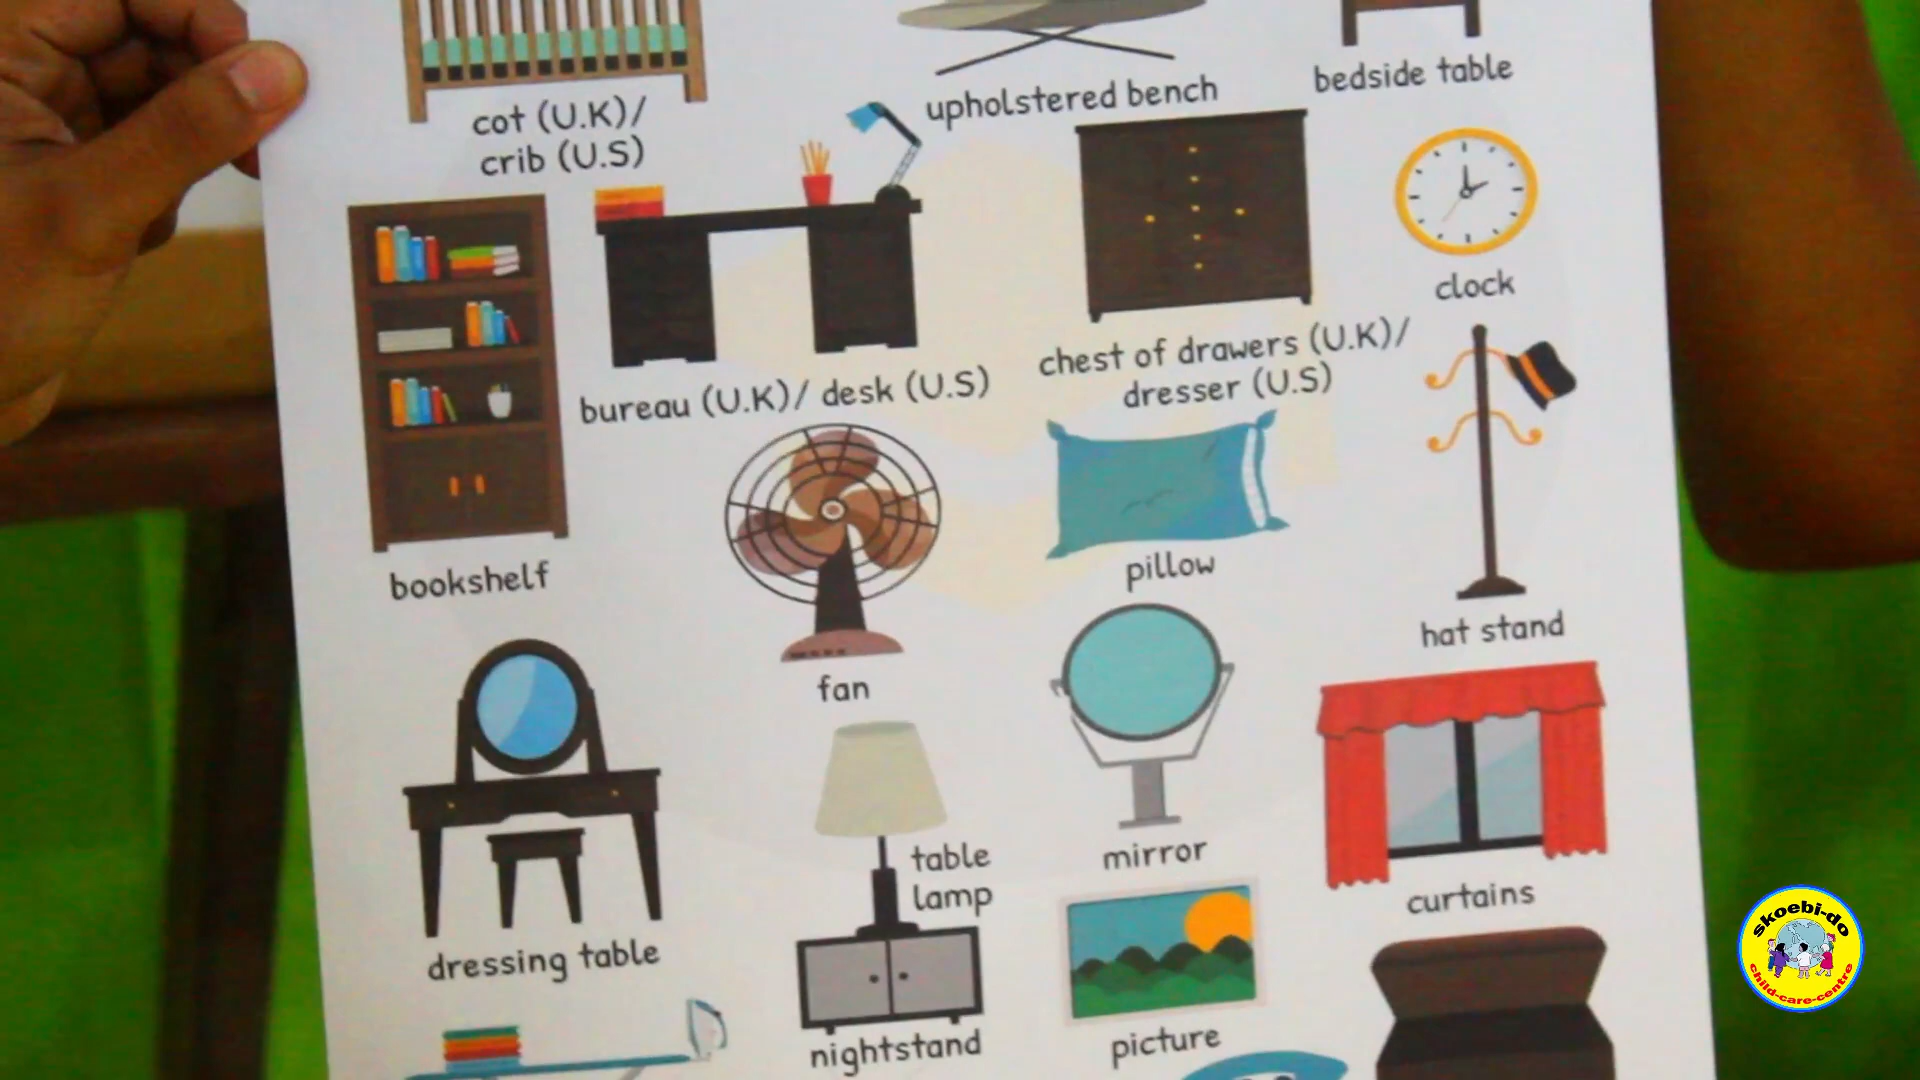 cot (U.K)/
crib (U.S)
upholstered bench
bedside table
bureau (U.K)/ desk (U.S)
chest of drawers (U.K)/
dresser (U.S)
clock
bookshelf
fan
pillow
hat stand
dressing table
table
lamp
nightstand
mirror
picture
curtains
skoebi-do
child-care-centre